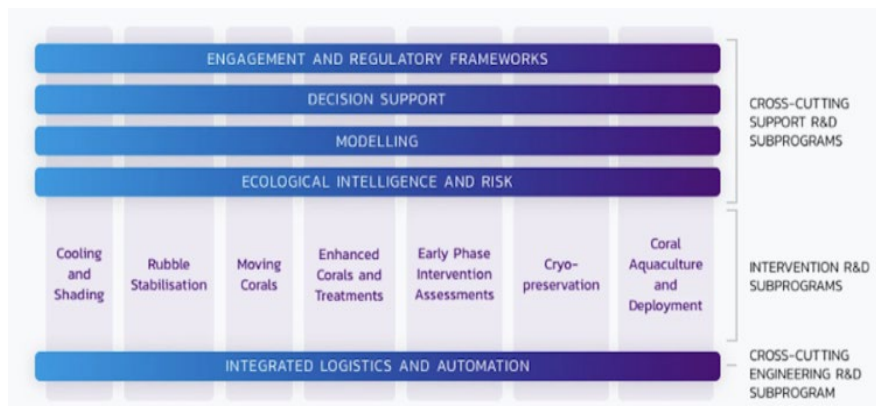 ENGAGEMENT AND REGULATORY FRAMEWORKS
DECISION SUPPORT
MODELLING
ECOLOGICAL INTELLIGENCE AND RISK
CROSS-CUTTING
SUPPORT R&D
SUBPROGRAMS
Cooling
and
Shading
Rubble
Stabilisation
Moving
Corals
Enhanced
Corals and
Treatments
Early Phase
Intervention
Assessments
Cryo-
preservation
Coral
Aquaculture
and
Deployment
INTERVENTION R&D
SUBPROGRAMS
INTEGRATED LOGISTICS AND AUTOMATION
CROSS-CUTTING
ENGINEERING R&D
SUBPROGRAM